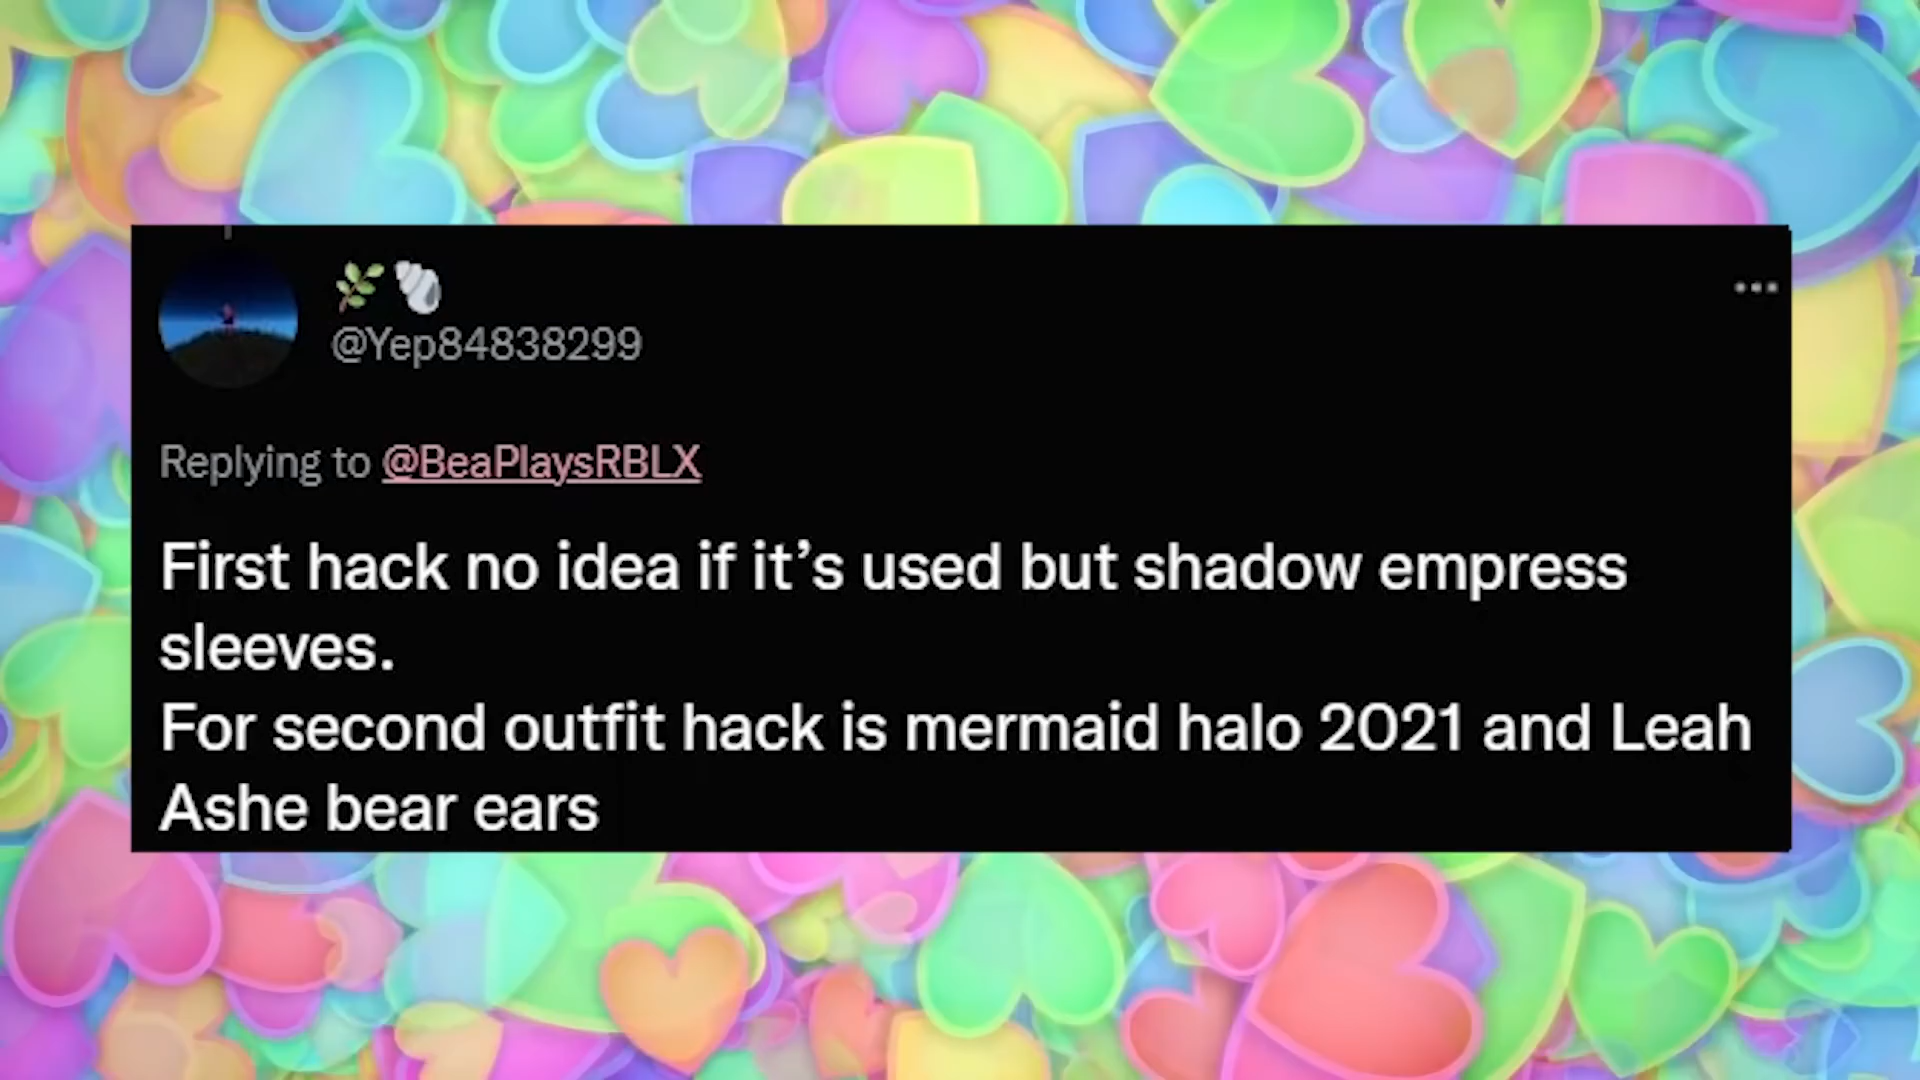 🌿🐚
@Yep84838299
Replying to @BeaPlaysRBLX
First hack no idea if it’s used but shadow empress
sleeves.
For second outfit hack is mermaid halo 2021 and Leah
Ashe bear ears